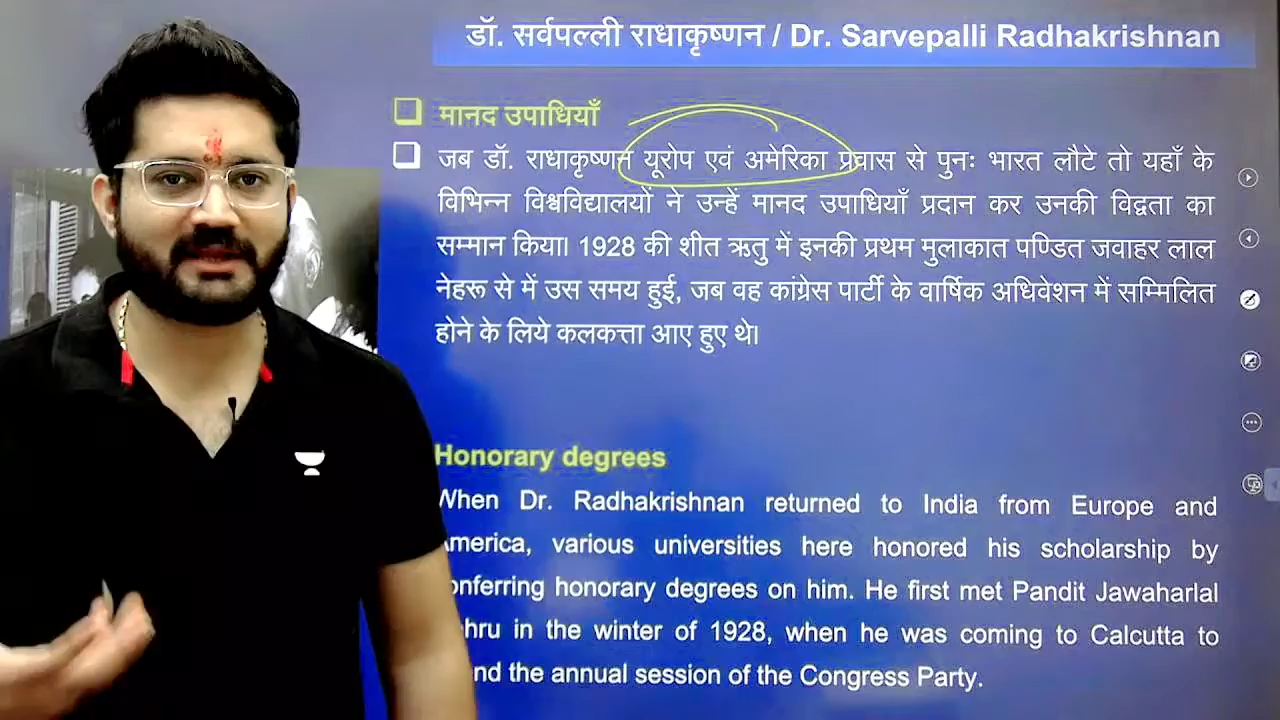 डॉ. सर्वपल्ली राधाकृष्णन / Dr. Sarvepalli Radhakrishnan
मानद उपाधियाँ
जब डॉ. राधाकृष्णन यूरोप एवं अमेरिका प्रवास से पुनः भारत लौटे तो यहाँ के
विभिन्न विश्वविद्यालयों ने उन्हें मानद उपाधियाँ प्रदान कर उनकी विद्वता का
सम्मान किया। 1928 की शीत ऋतु में इनकी प्रथम मुलाकात पण्डित जवाहर लाल
नेहरू से में उस समय हुई, जब वह कांग्रेस पार्टी के वार्षिक अधिवेशन में सम्मिलित
होने के लिये कलकत्ता आए हुए थे।
Honorary degrees
When Dr. Radhakrishnan returned to India from Europe and
America, various universities here honored his scholarship by
conferring honorary degrees on him. He first met Pandit Jawaharlal
hru in the winter of 1928, when he was coming to Calcutta to
nd the annual session of the Congress Party.